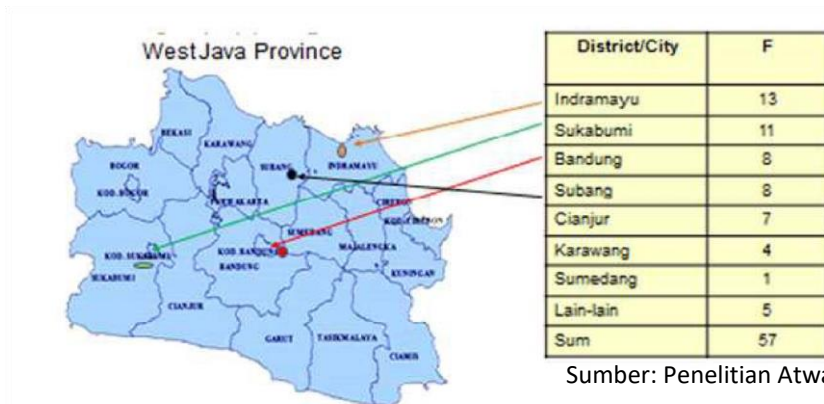 West Java Province
District/City F
Indramayu 13
Sukabumi 11
Bandung 8
Subang 8
Cianjur 7
Karawang 4
Sumedang 1
Lain-lain 5
Sum 57
BEKASI
KARAWANG
BOGOR
KOD. BOGOR
SUBANG
INDRAMAYU
CIREBON
SUMEDANG
KOD. SUKABUMI
KOD. BANDUNG
MAJALENGKA
SUKABUMI
BANDUNG
KUNINGAN
CIANJUR
GARUT
TASIKMALAYA
CIAMIS
Sumber: Penelitian Atwa